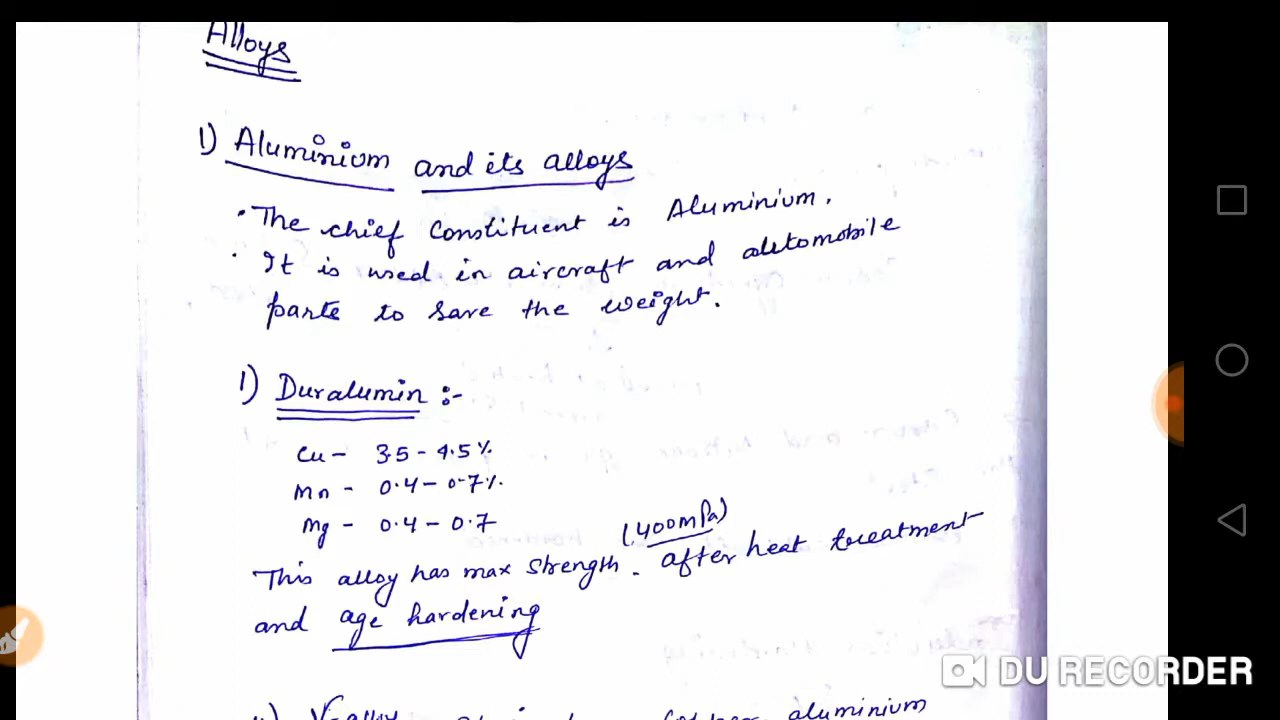 Alloys
1) Aluminium and its alloys
• The chief constituent is Aluminium.
• It is used in aircraft and automobile
parts to save the weight.
1) Duralumin :-
Cu - 3.5 - 4.5 %
Mn - 0.4 - 0.7 %
Mg - 0.4 - 0.7
(400MPa)
This alloy has max strength. after heat treatment
and age hardening
Y-alloy aluminium
DU RECORDER